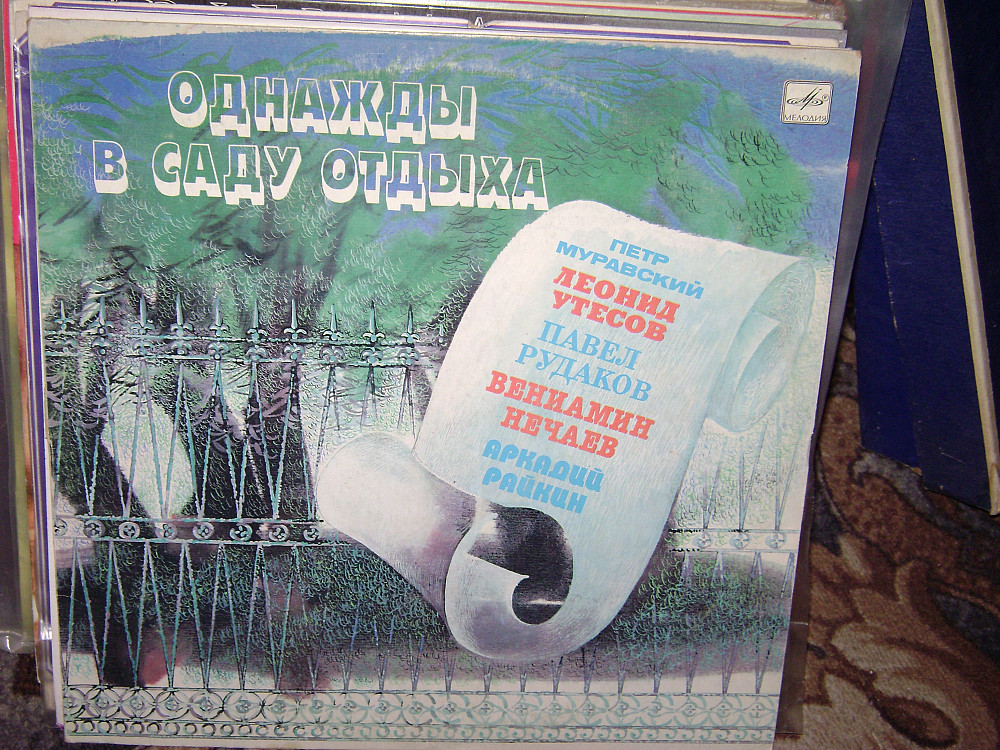 ОДНАЖДЫ
В САДУ ОТДЫХА
МЕЛОДИЯ
ПЕТР
МУРАВСКИЙ
ЛЕОНИД
УТЕСОВ
ПАВЕЛ
РУДАКОВ
ВЕНИАМИН
НЕЧАЕВ
АРКАДИЙ
РАЙКИН